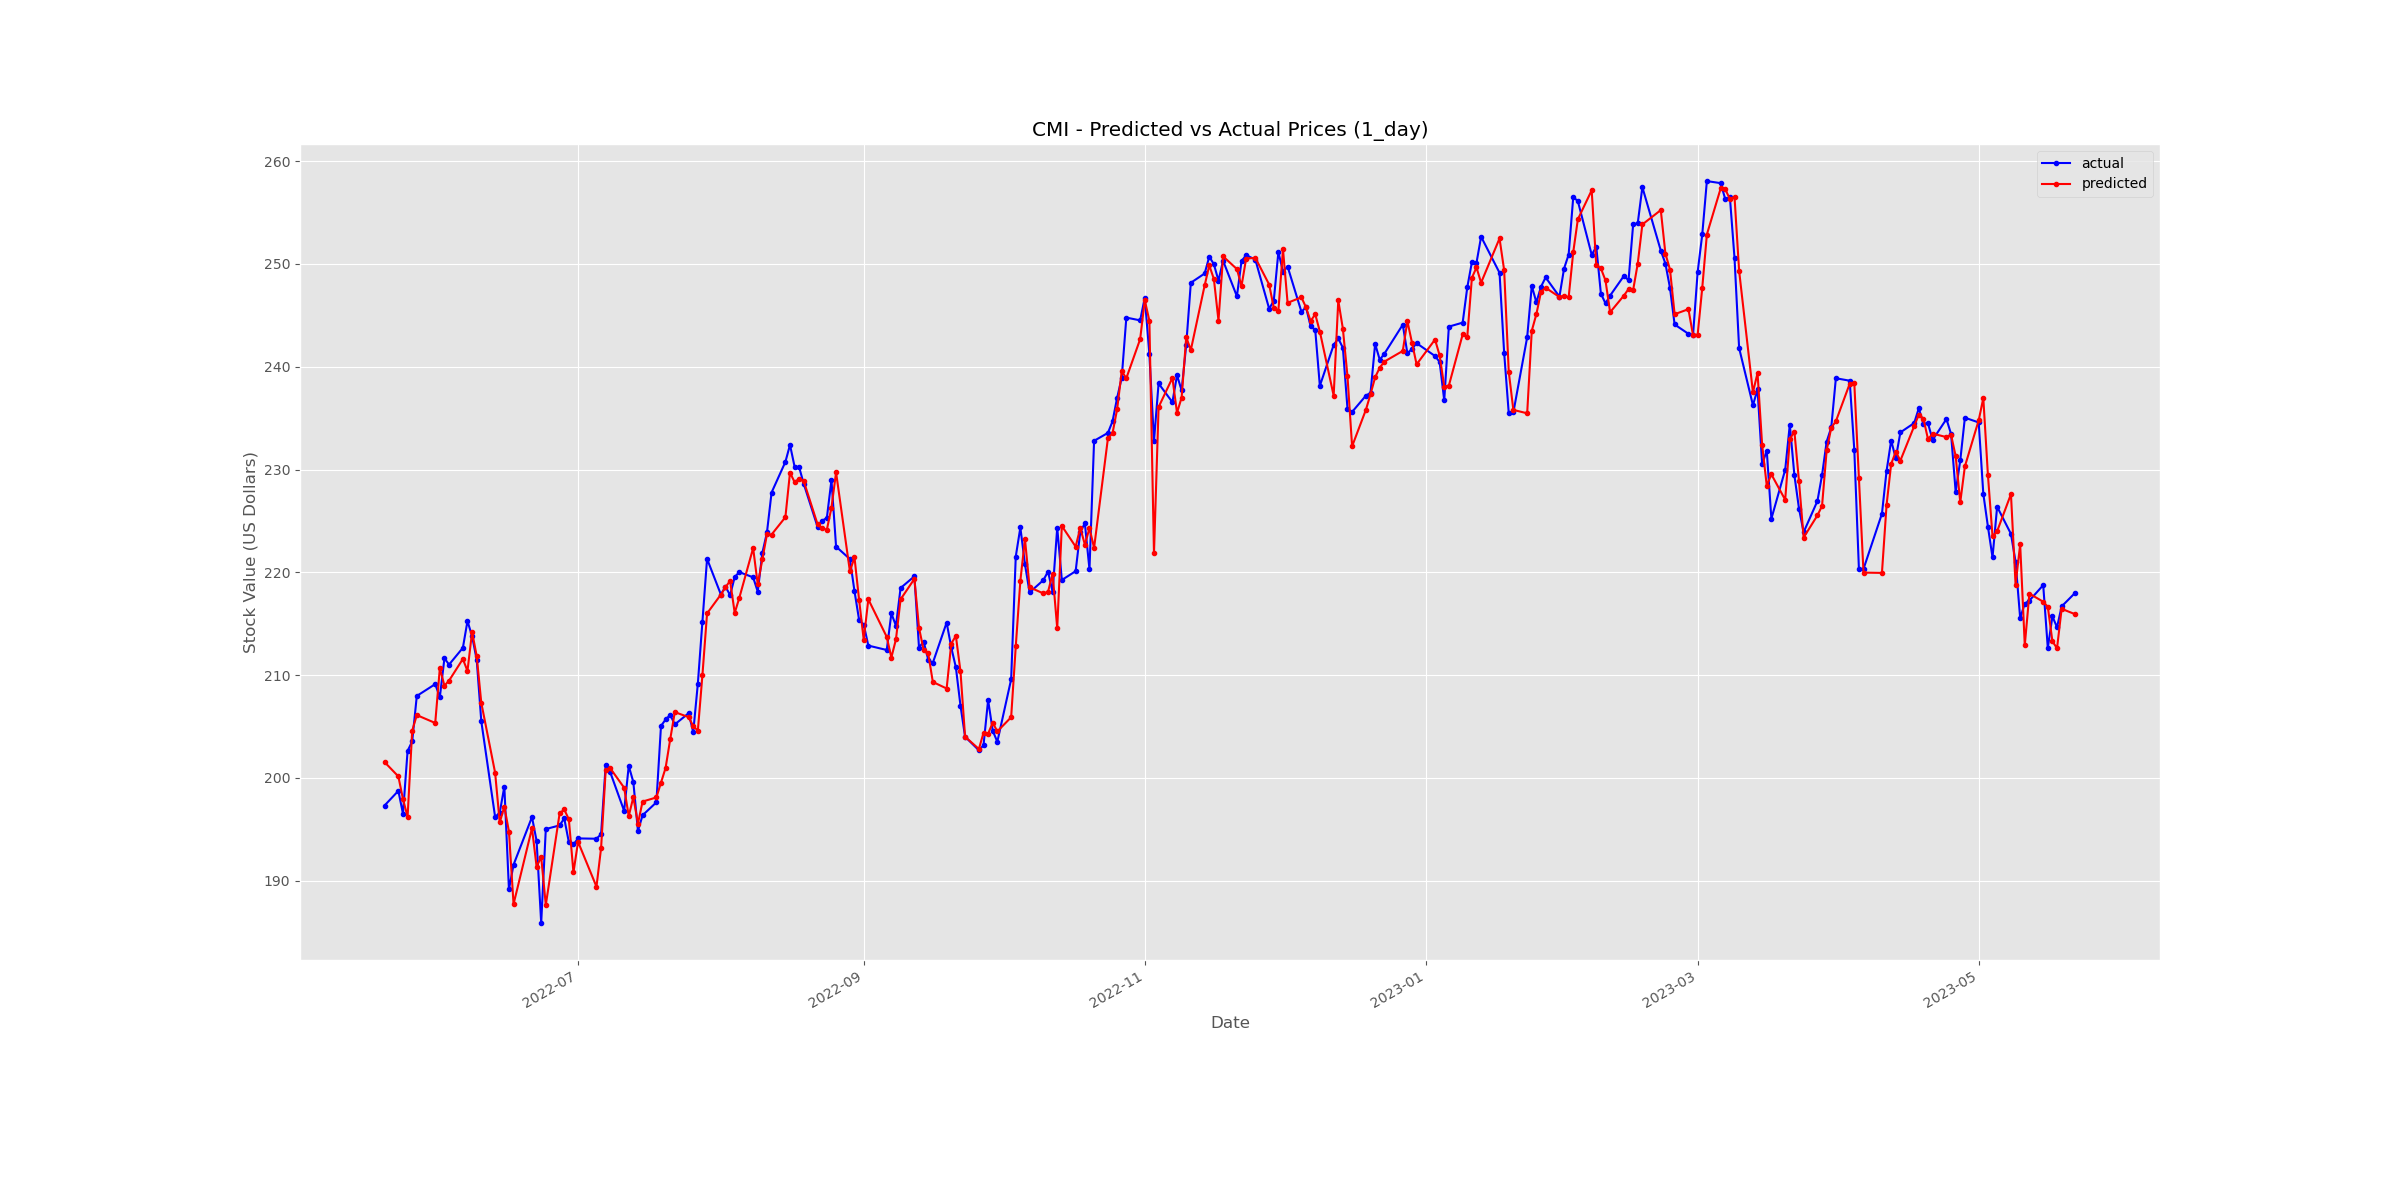 CMI - Predicted vs Actual Prices (1_day)
actual
predicted
260
250
240
230
220
210
200
190
Stock Value (US Dollars)
2022-07
2022-09
2022-11
2023-01
2023-03
2023-05
Date